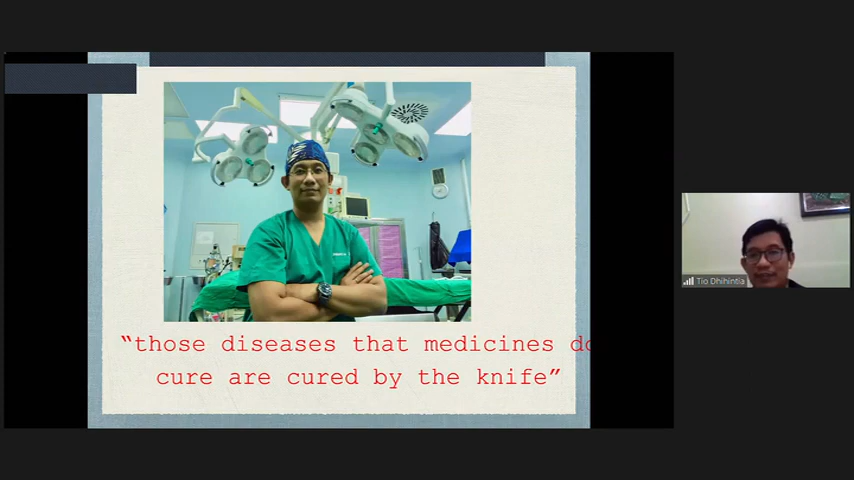 “those diseases that medicines do
cure are cured by the knife”
Tio Dhihintia